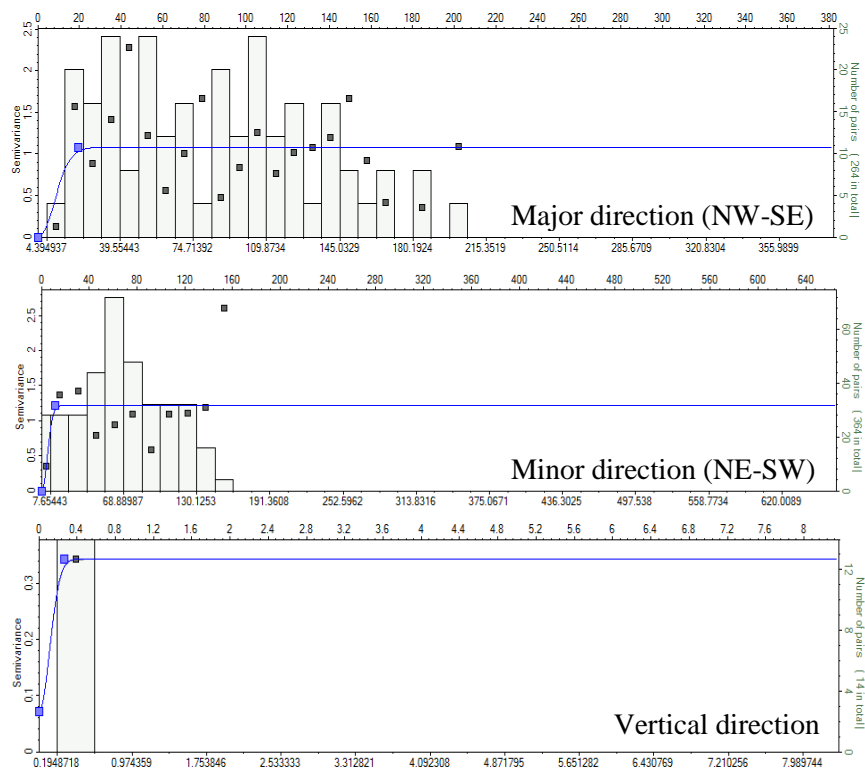 0 20 40 60 80 100 120 140 160 180 200 220 240 260 280 300 320 340 360 380
2.5 2 1.5 1 0.5 0
Semivariance
25 20 15 10 5 0
Number of pairs ( 264 in total)
Major direction (NW-SE)
4.394937 39.55443 74.71392 109.8734 145.0329 180.1924 215.3519 250.5114 285.6709 320.8304 355.9899
0 40 80 120 160 200 240 280 320 360 400 440 480 520 560 600 640
2.5 2 1.5 1 0.5 0
Semivariance
60 40 20 0
Number of pairs ( 364 in total)
Minor direction (NE-SW)
7.65443 68.88987 130.1253 191.3608 252.5962 313.8316 375.0671 436.3025 497.538 558.7734 620.0089
0 0.4 0.8 1.2 1.6 2 2.4 2.8 3.2 3.6 4 4.4 4.8 5.2 5.6 6 6.4 6.8 7.2 7.6 8
0.3 0.2 0.1 0
Semivariance
12 8 4 0
Number of pairs ( 14 in total)
Vertical direction
0.1948718 0.974359 1.753846 2.533333 3.312821 4.092308 4.871795 5.651282 6.430769 7.210256 7.989744